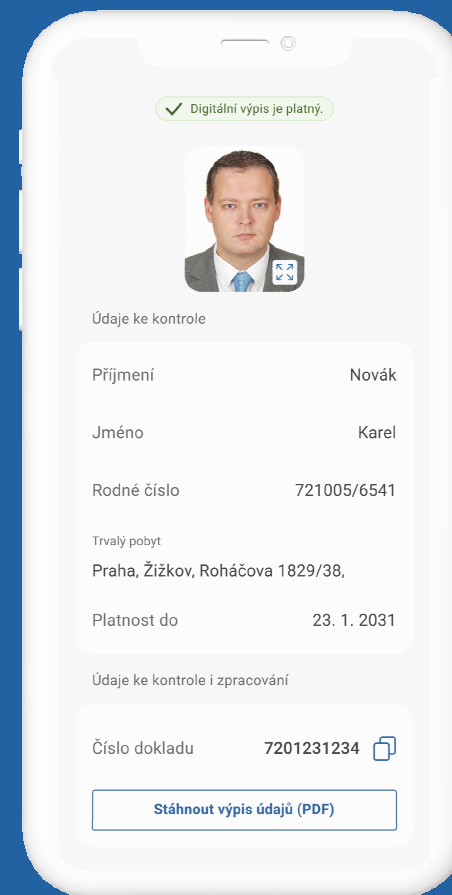 Digitální výpis je platný.
Údaje ke kontrole
Příjmení Novák
Jméno Karel
Rodné číslo 721005/6541
Trvalý pobyt
Praha, Žižkov, Roháčova 1829/38,
Platnost do 23. 1. 2031
Údaje ke kontrole i zpracování
Číslo dokladu 7201231234
Stáhnout výpis údajů (PDF)